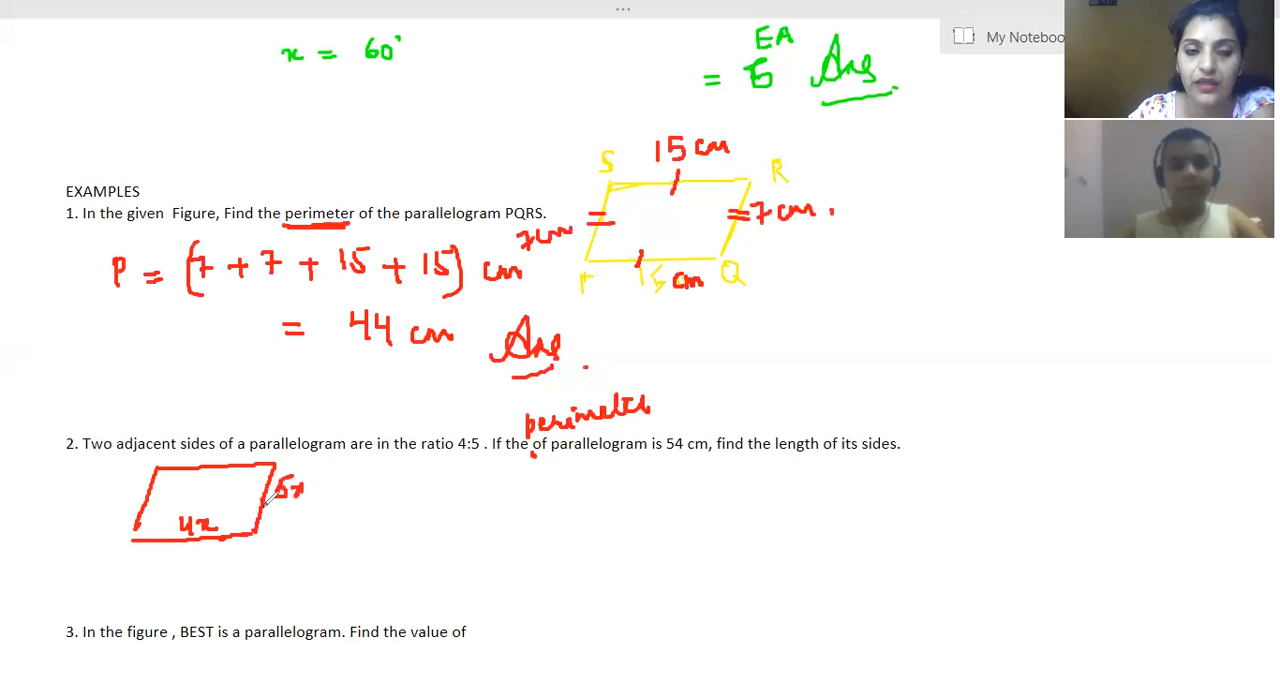 ...
x = 60°
EA
= 5 Ans
My Notebook
15 cm
S R
EXAMPLES
1. In the given Figure, Find the perimeter of the parallelogram PQRS.
7cm
7cm.
P = (7 + 7 + 15 + 15) cm
P 15 cm Q
= 44 cm Ans.
perimeter
2. Two adjacent sides of a parallelogram are in the ratio 4:5 . If the of parallelogram is 54 cm, find the length of its sides.
5x
4x
3. In the figure , BEST is a parallelogram. Find the value of